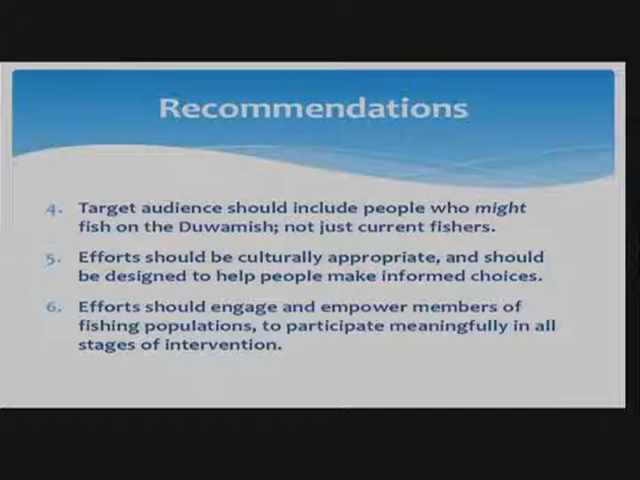 Recommendations
4. Target audience should include people who might
fish on the Duwamish; not just current fishers.
5. Efforts should be culturally appropriate, and should
be designed to help people make informed choices.
6. Efforts should engage and empower members of
fishing populations, to participate meaningfully in all
stages of intervention.